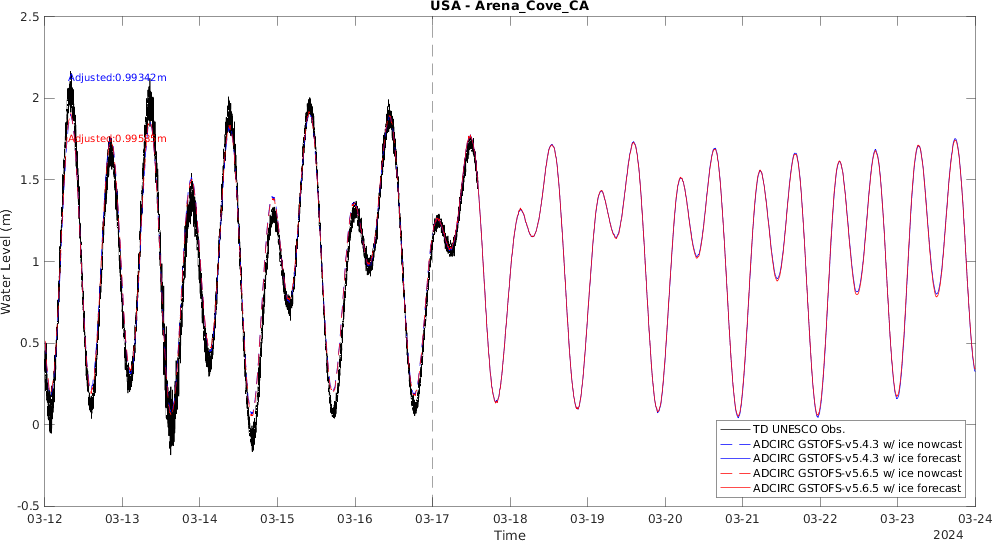 USA - Arena_Cove_CA
2.5
2
1.5
1
0.5
0
-0.5
Water Level (m)
Adjusted:0.99342m
03-12
03-13
03-14
03-15
03-16
03-17
03-18
03-19
03-20
03-21
03-22
03-23
03-24
Time
2024
TD UNESCO Obs.
ADCIRC GSTOFS-v5.4.3 w/ ice nowcast
ADCIRC GSTOFS-v5.4.3 w/ ice forecast
ADCIRC GSTOFS-v5.6.5 w/ ice nowcast
ADCIRC GSTOFS-v5.6.5 w/ ice forecast